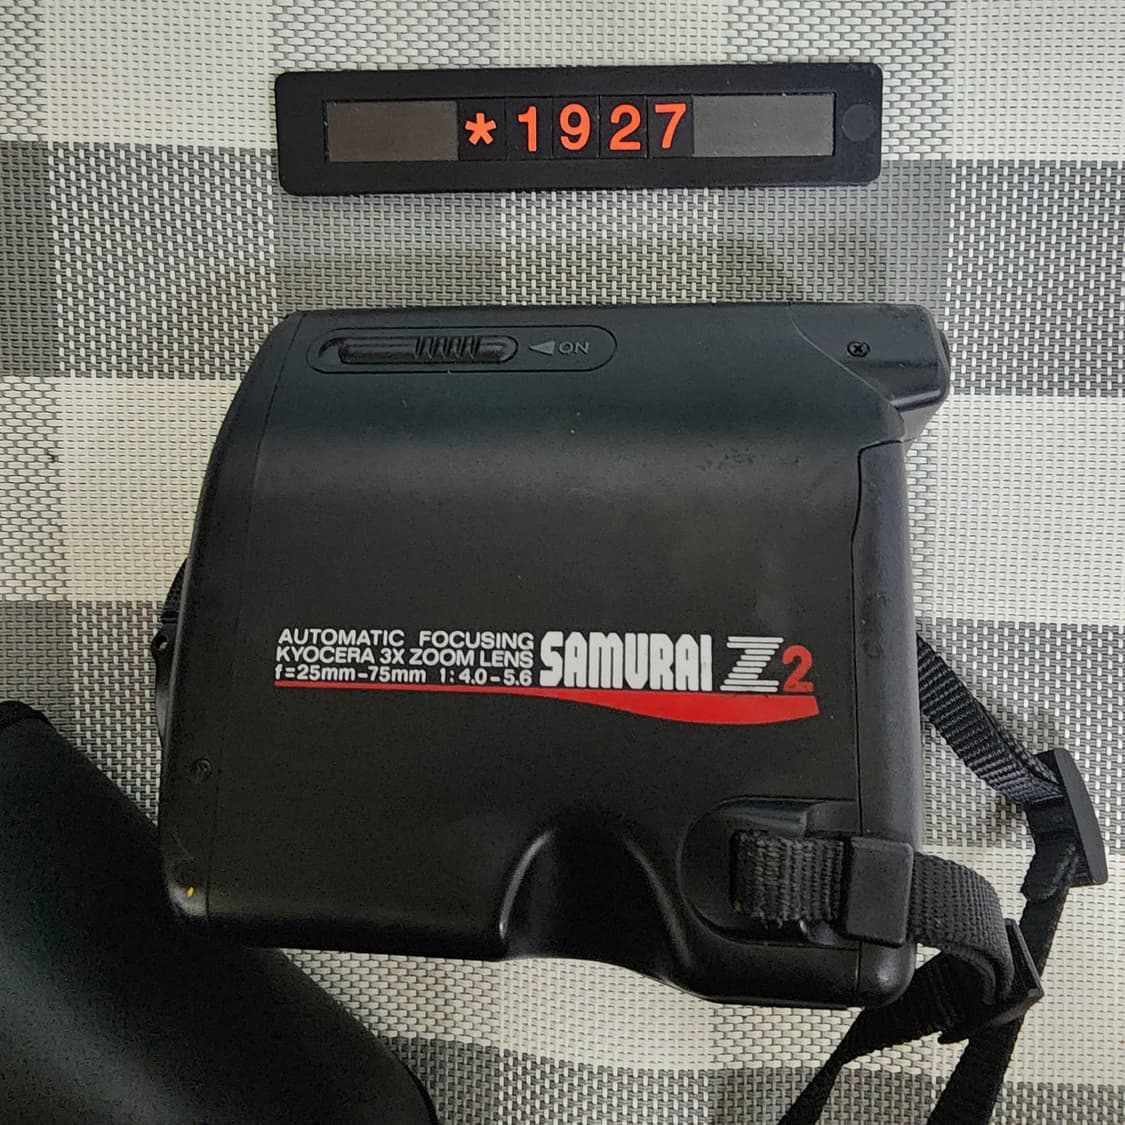 *1927
◀ON
AUTOMATIC FOCUSING
KYOCERA 3X ZOOM LENS
f=25mm-75mm 1:4.0-5.6
SAMURAI Z2